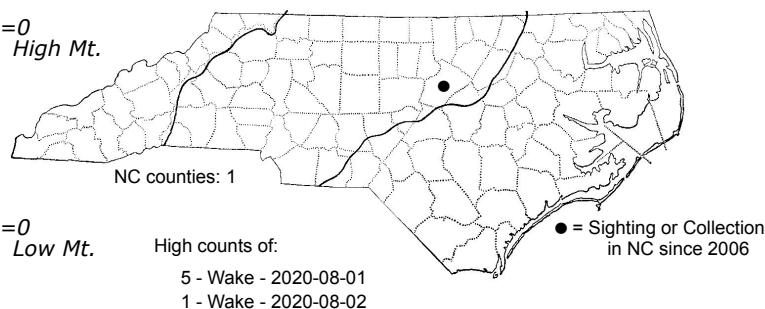 =0
High Mt.
NC counties: 1
=0
Low Mt.
High counts of:
5 - Wake - 2020-08-01
1 - Wake - 2020-08-02
● = Sighting or Collection
in NC since 2006